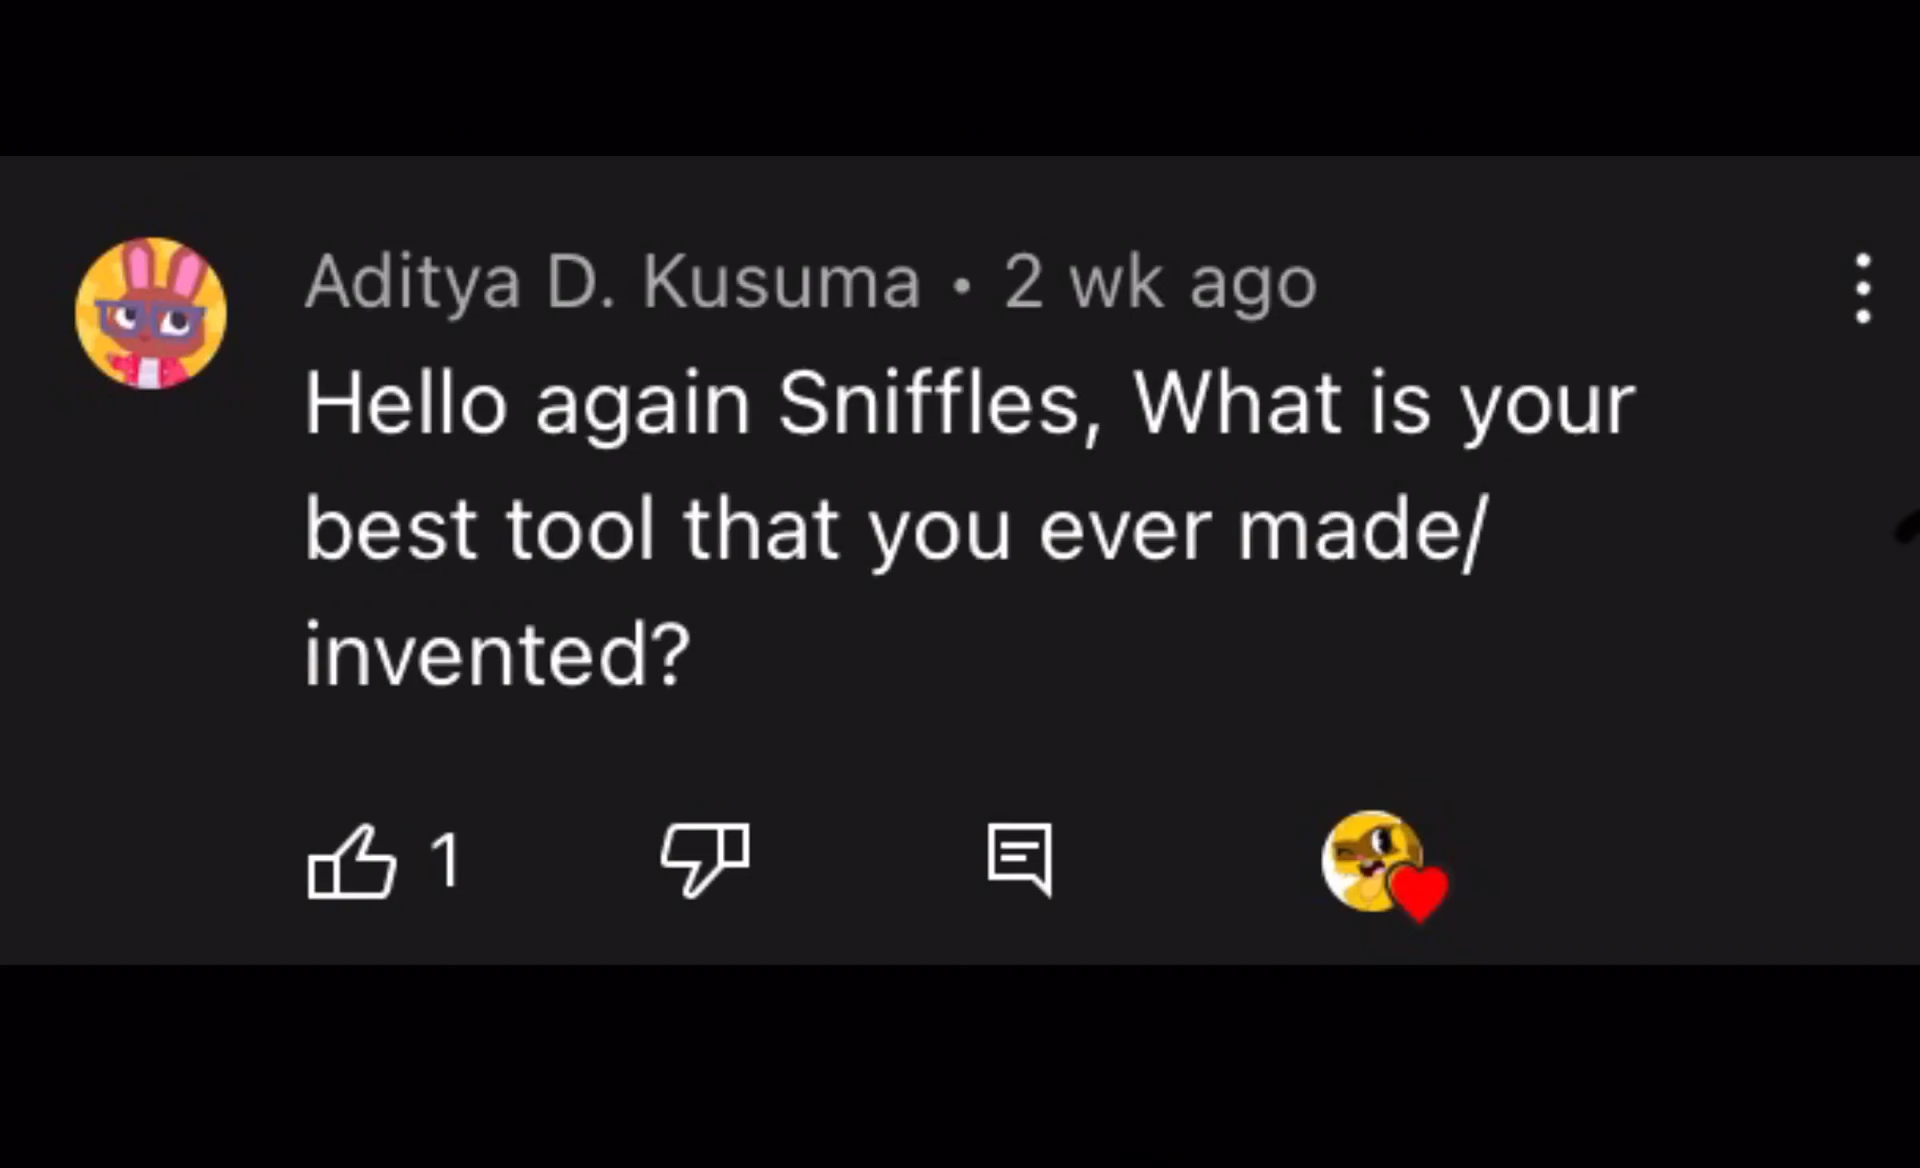 Aditya D. Kusuma • 2 wk ago
Hello again Sniffles, What is your
best tool that you ever made/
invented?
1